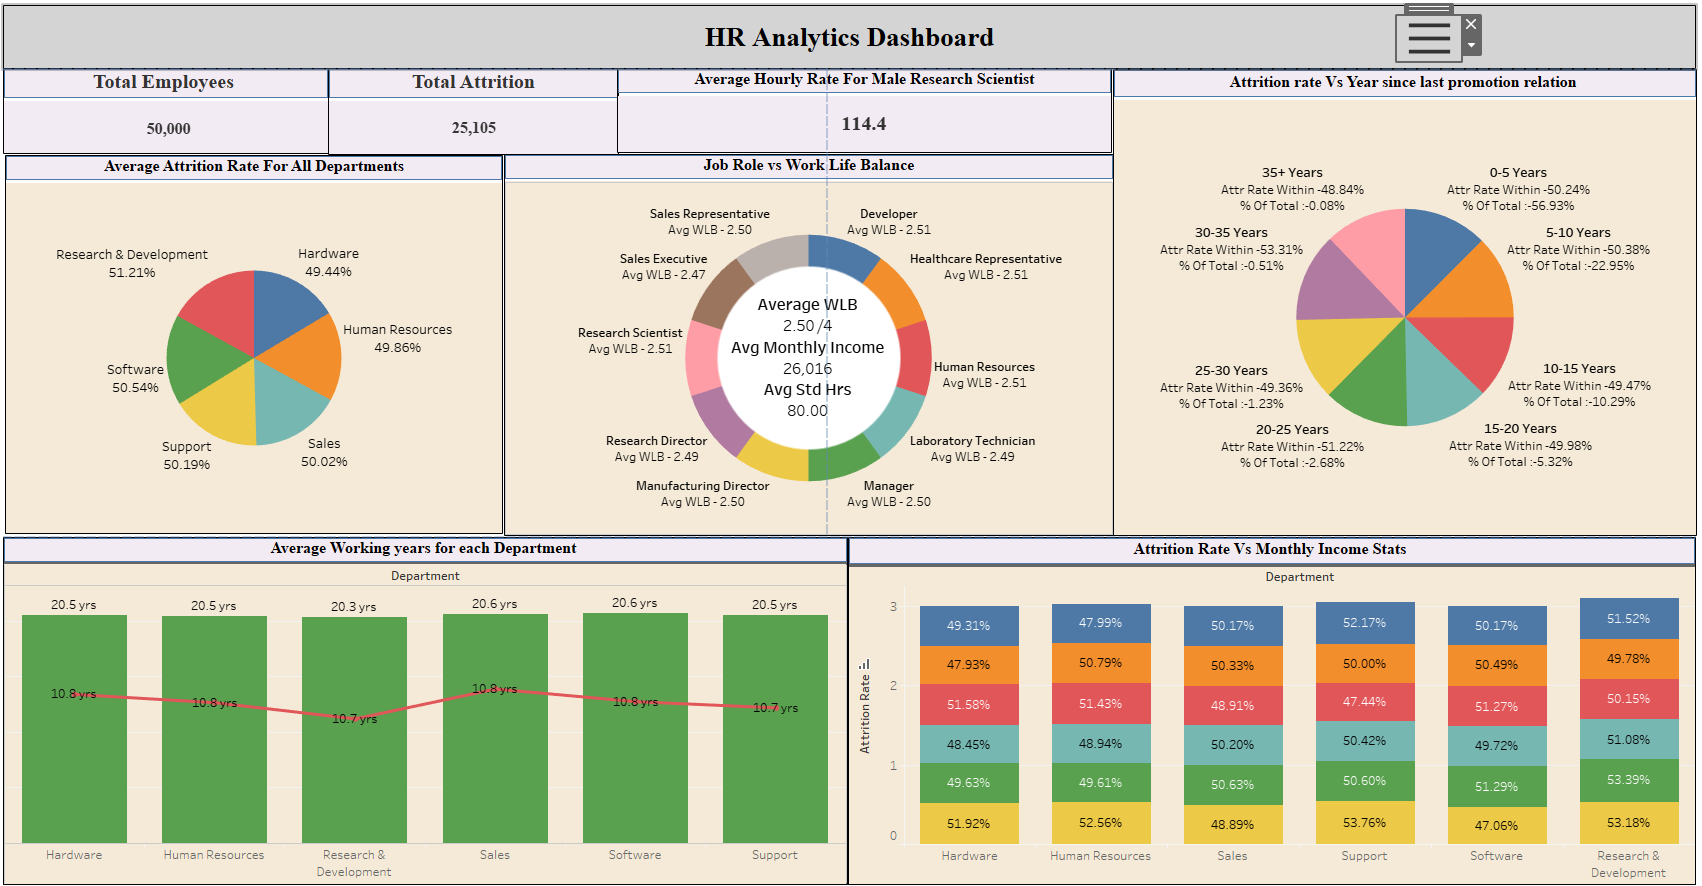 HR Analytics Dashboard
Total Employees
50,000
Total Attrition
25,105
Average Hourly Rate For Male Research Scientist
114.4
Attrition rate Vs Year since last promotion relation
35+ Years
Attr Rate Within -48.84%
% Of Total :-0.08%
0-5 Years
Attr Rate Within -50.24%
% Of Total :-56.93%
30-35 Years
Attr Rate Within -53.31%
% Of Total :-0.51%
5-10 Years
Attr Rate Within -50.38%
% Of Total :-22.95%
25-30 Years
Attr Rate Within -49.36%
% Of Total :-1.23%
10-15 Years
Attr Rate Within -49.47%
% Of Total :-10.29%
20-25 Years
Attr Rate Within -51.22%
% Of Total :-2.68%
15-20 Years
Attr Rate Within -49.98%
% Of Total :-5.32%
Average Attrition Rate For All Departments
Research & Development
51.21%
Hardware
49.44%
Human Resources
49.86%
Software
50.54%
Support
50.19%
Sales
50.02%
Job Role vs Work Life Balance
Sales Representative
Avg WLB - 2.50
Developer
Avg WLB - 2.51
Sales Executive
Avg WLB - 2.47
Healthcare Representative
Avg WLB - 2.51
Research Scientist
Avg WLB - 2.51
Human Resources
Avg WLB - 2.51
Research Director
Avg WLB - 2.49
Laboratory Technician
Avg WLB - 2.49
Manufacturing Director
Avg WLB - 2.50
Manager
Avg WLB - 2.50
Average WLB
2.50 /4
Avg Monthly Income
26,016
Avg Std Hrs
80.00
Average Working years for each Department
Department
20.5 yrs 20.5 yrs 20.3 yrs 20.6 yrs 20.6 yrs 20.5 yrs
10.8 yrs 10.8 yrs 10.7 yrs 10.8 yrs 10.8 yrs 10.7 yrs
Hardware Human Resources Research & Sales Software Support
Development
Attrition Rate Vs Monthly Income Stats
Department
Attrition Rate
3
2
1
0
49.31% 47.99% 50.17% 52.17% 50.17% 51.52%
47.93% 50.79% 50.33% 50.00% 50.49% 49.78%
51.58% 51.43% 48.91% 47.44% 51.27% 50.15%
48.45% 48.94% 50.20% 50.42% 49.72% 51.08%
49.63% 49.61% 50.63% 50.60% 51.29% 53.39%
51.92% 52.56% 48.89% 53.76% 47.06% 53.18%
Hardware Human Resources Sales Support Software Research &
Development